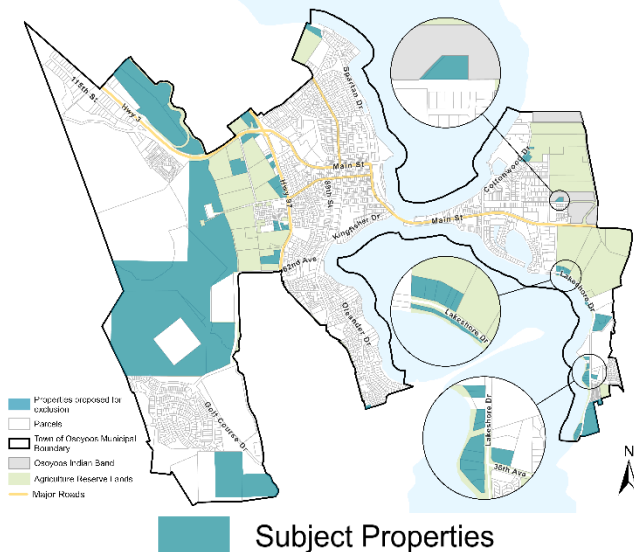 115th St.
Hwy 3
Spartan Dr
Main St
89th St.
Hwy 97
Kingfisher Dr
62nd Ave
Oleander Dr
Cottonwood Dr
Main St
Lakeshore Dr
Lakeshore Dr
Lakeshore Dr
36th Ave
Golf Course Dr
Properties proposed for
exclusion
Parcels
Town of Osoyoos Municipal
Boundary
Osoyoos Indian Band
Agriculture Reserve Lands
Major Roads
N
Subject Properties